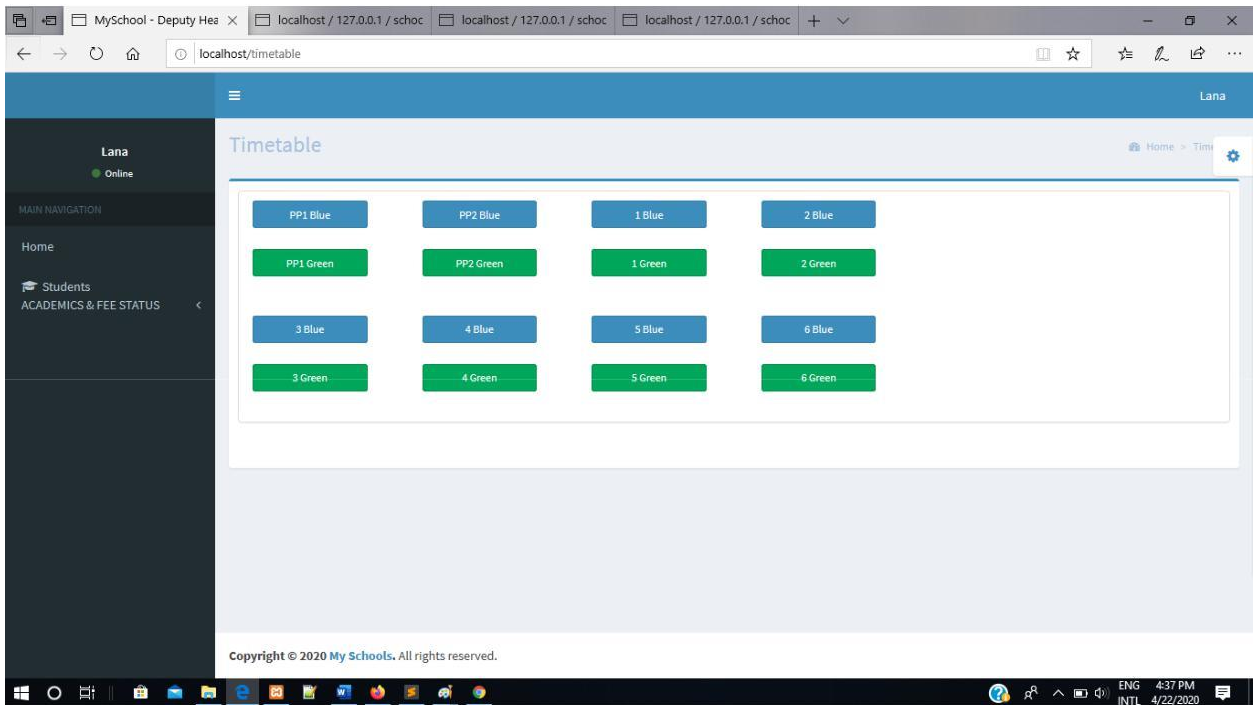 MySchool - Deputy Hea
localhost / 127.0.0.1 / schoc
localhost / 127.0.0.1 / schoc
localhost / 127.0.0.1 / schoc
localhost/timetable
Lana
Lana
Online
MAIN NAVIGATION
Home
Students
ACADEMICS & FEE STATUS
Timetable
Home > Time
PP1 Blue PP2 Blue 1 Blue 2 Blue
PP1 Green PP2 Green 1 Green 2 Green
3 Blue 4 Blue 5 Blue 6 Blue
3 Green 4 Green 5 Green 6 Green
Copyright © 2020 My Schools. All rights reserved.
ENG 4:37 PM
INTL 4/22/2020